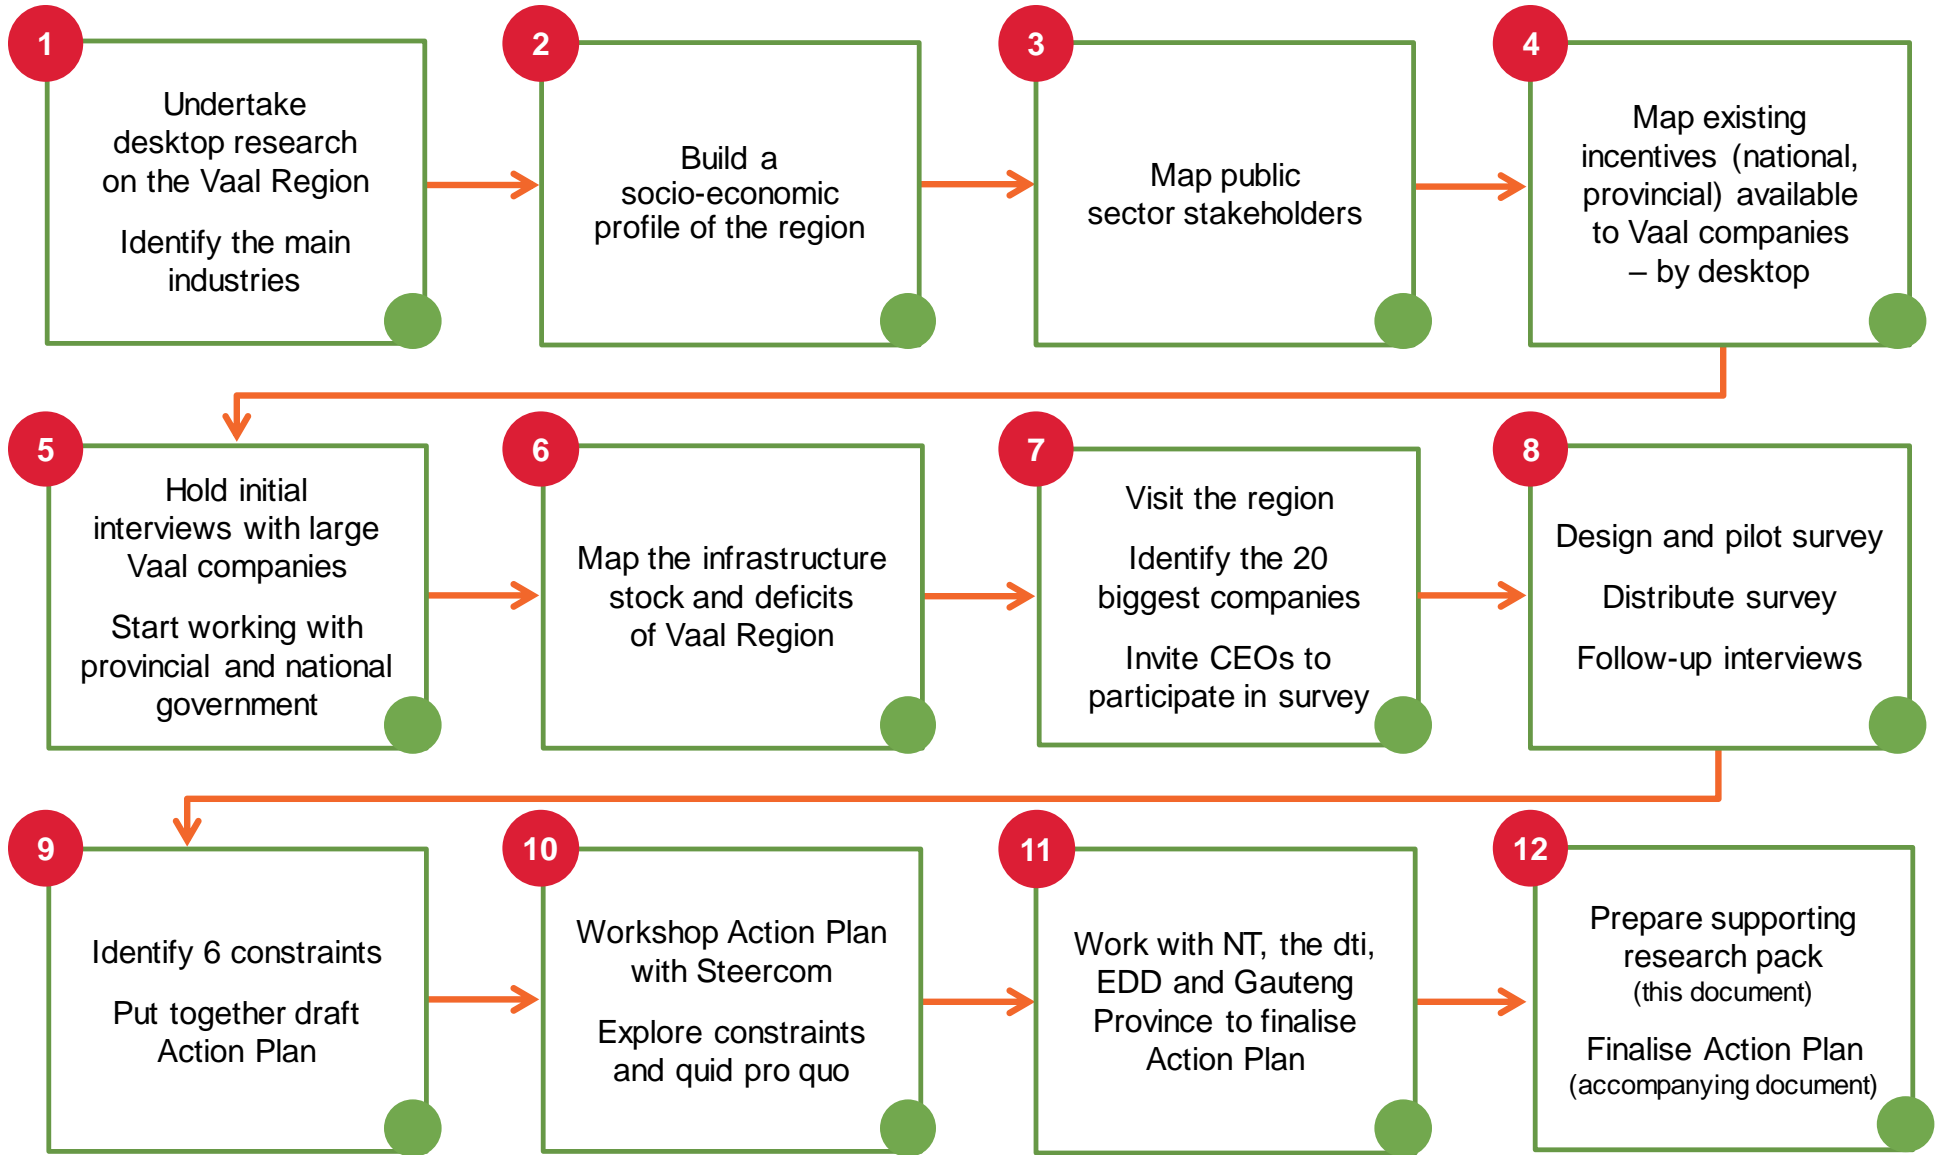 1
Undertake
desktop research
on the Vaal Region
Identify the main
industries
2
Build a
socio-economic
profile of the region
3
Map public
sector stakeholders
4
Map existing
incentives (national,
provincial) available
to Vaal companies
– by desktop
5
Hold initial
interviews with large
Vaal companies
Start working with
provincial and national
government
6
Map the infrastructure
stock and deficits
of Vaal Region
7
Visit the region
Identify the 20
biggest companies
Invite CEOs to
participate in survey
8
Design and pilot survey
Distribute survey
Follow-up interviews
9
Identify 6 constraints
Put together draft
Action Plan
10
Workshop Action Plan
with Steercom
Explore constraints
and quid pro quo
11
Work with NT, the dti,
EDD and Gauteng
Province to finalise
Action Plan
12
Prepare supporting
research pack
(this document)
Finalise Action Plan
(accompanying document)